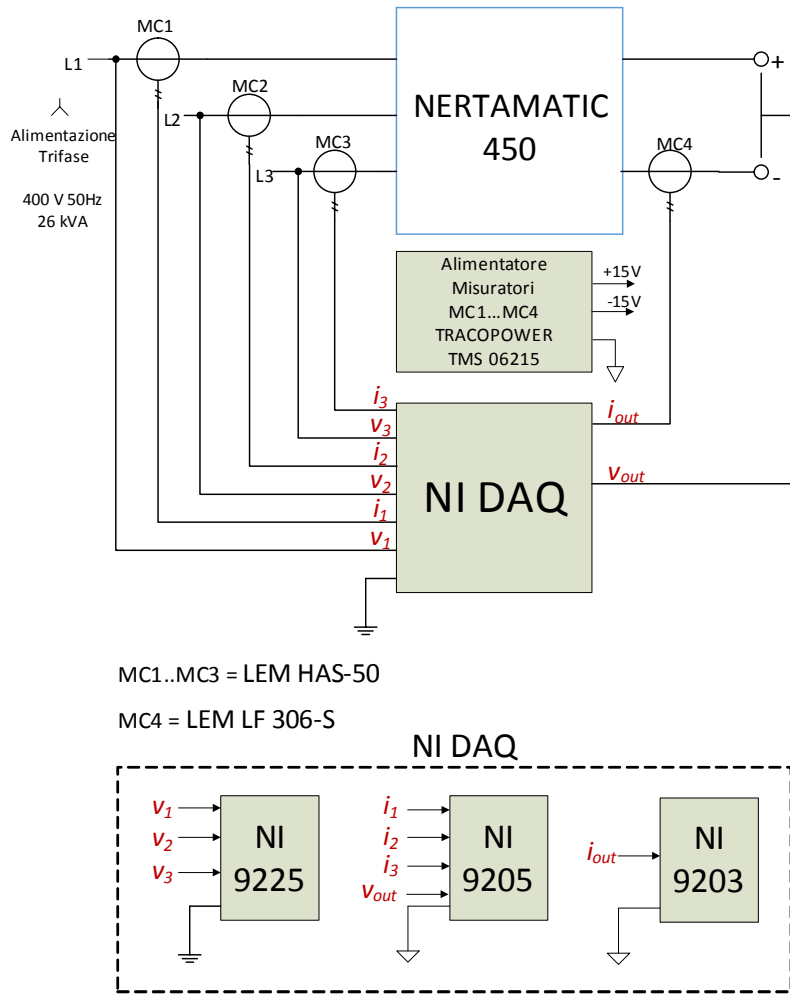 MC1
L1
MC2
L2
MC3
L3
NERTAMATIC
450
MC4
+
-
Alimentazione
Trifase
400 V 50Hz
26 kVA
Alimentatore
Misuratori
MC1...MC4
TRACOPOWER
TMS 06215
+15V
-15V
i3
v3
i2
v2
i1
v1
NI DAQ
iout
vout
MC1..MC3 = LEM HAS-50
MC4 = LEM LF 306-S
NI DAQ
v1
v2
v3
NI
9225
i1
i2
i3
vout
NI
9205
iout
NI
9203